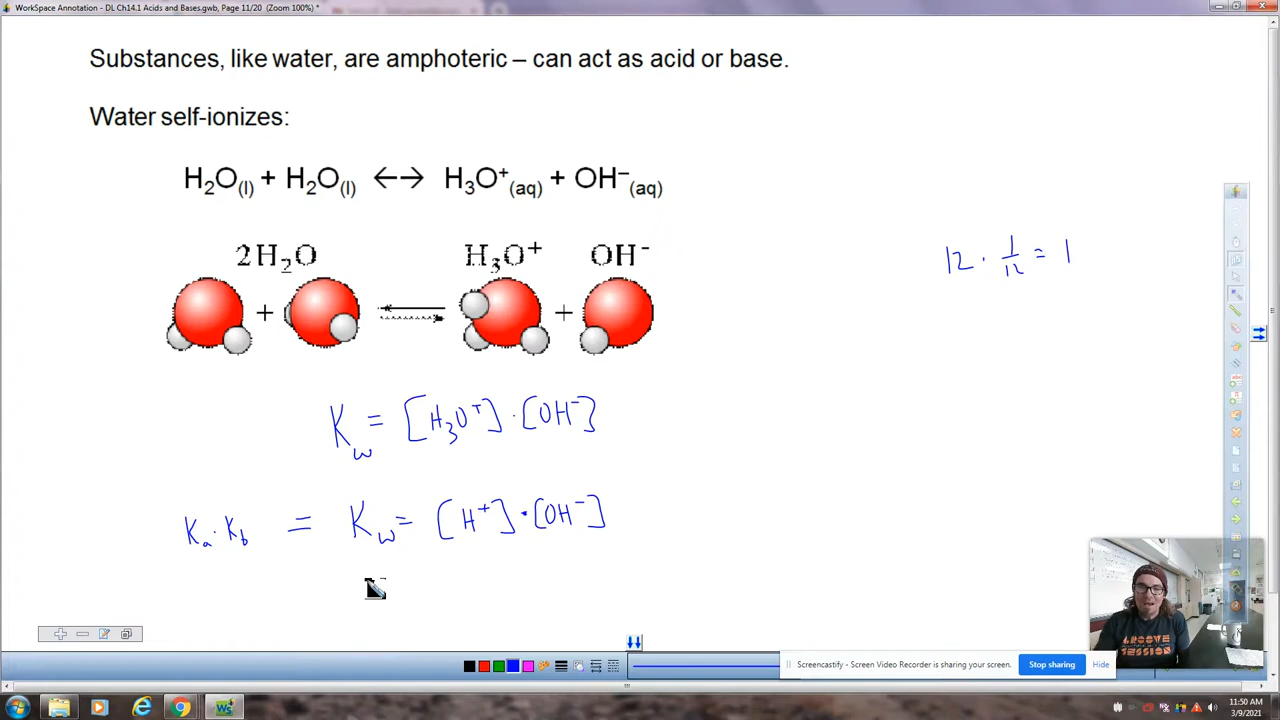 WorkSpace Annotation - DL Ch14.1 Acids and Bases.gwb, Page 11/20 (Zoom 100%) *
Substances, like water, are amphoteric – can act as acid or base.
Water self-ionizes:
H₂O(l) + H₂O(l) ←→ H₃O⁺(aq) + OH⁻(aq)
2H₂O H₃O⁺ OH⁻
+ +
12 · 1/12 = 1
Kw = [H₃O⁺] · [OH⁻]
Ka · Kb = Kw = [H⁺] · [OH⁻]
GROOVE
SESSION
Screencastify - Screen Video Recorder is sharing your screen. Stop sharing Hide
11:50 AM
3/9/2021